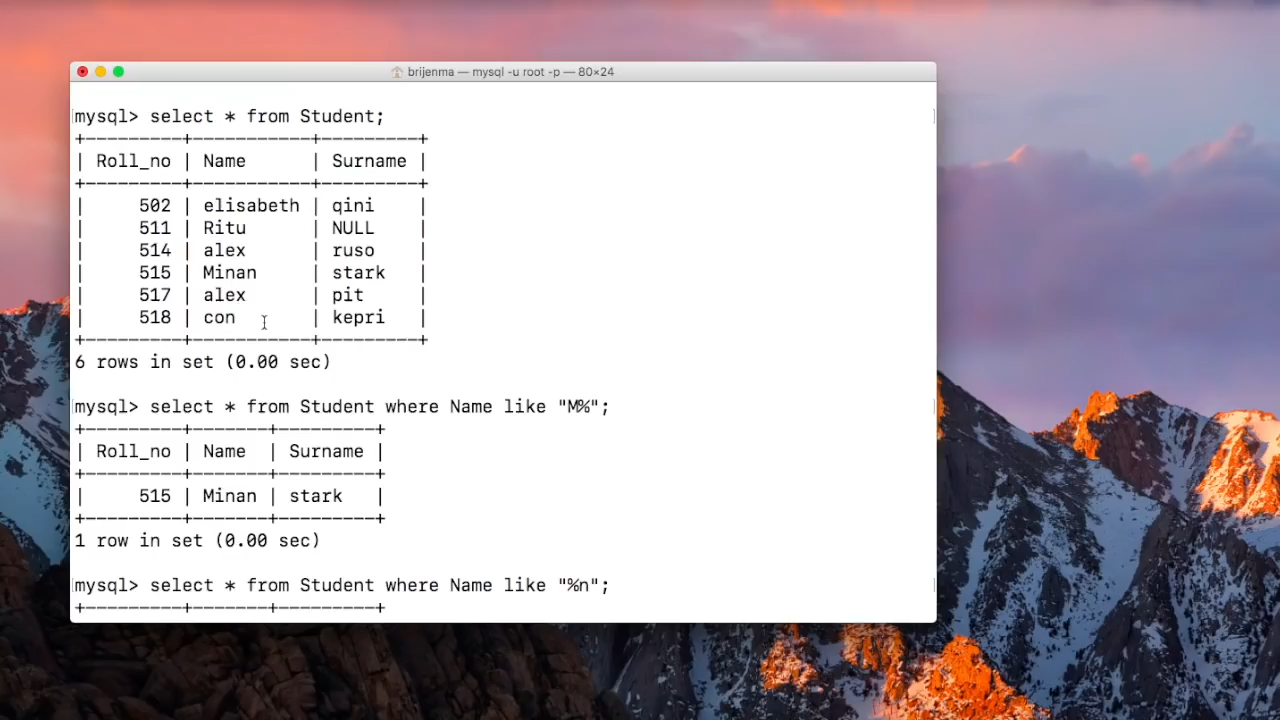 brijenma — mysql -u root -p — 80×24
mysql> select * from Student;
+---------+-----------+---------+
| Roll_no | Name       | Surname |
+---------+-----------+---------+
|     502 | elisabeth | qini    |
|     511 | Ritu      | NULL    |
|     514 | alex      | ruso    |
|     515 | Minan     | stark   |
|     517 | alex      | pit     |
|     518 | con       | kepri   |
+---------+-----------+---------+
6 rows in set (0.00 sec)
mysql> select * from Student where Name like "M%";
+---------+-------+---------+
| Roll_no | Name  | Surname |
+---------+-------+---------+
|     515 | Minan | stark   |
+---------+-------+---------+
1 row in set (0.00 sec)
mysql> select * from Student where Name like "%n";
+---------+-------+---------+